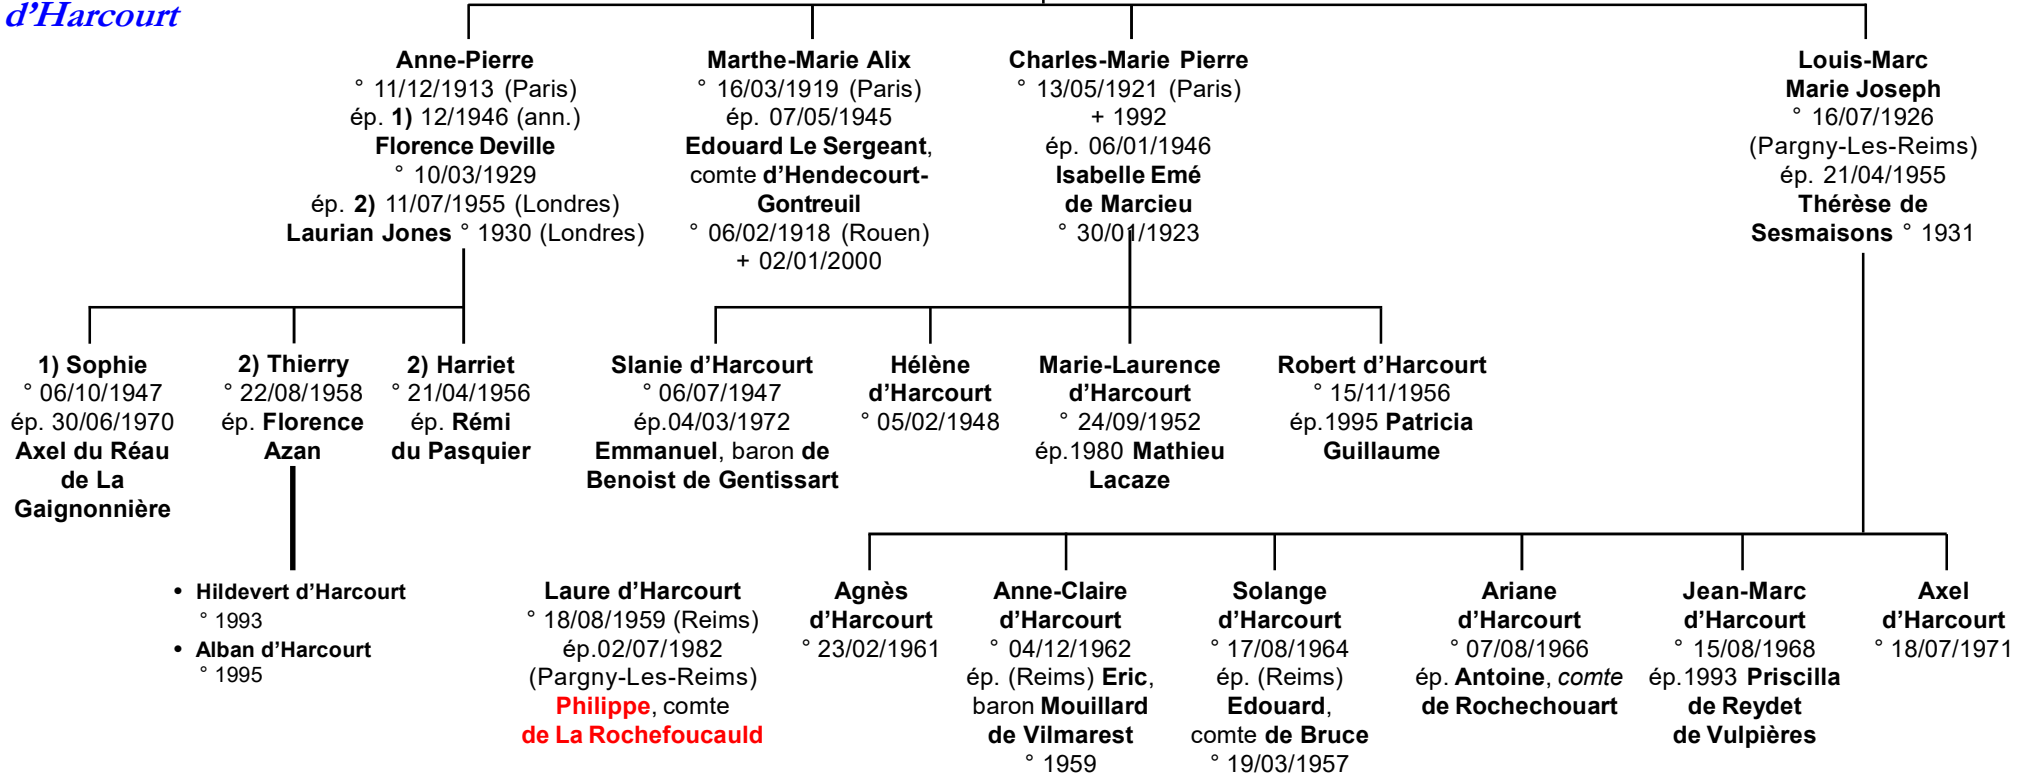 d’Harcourt
Anne-Pierre
° 11/12/1913 (Paris)
ép. 1) 12/1946 (ann.)
Florence Deville
° 10/03/1929
ép. 2) 11/07/1955 (Londres)
Laurian Jones ° 1930 (Londres)
Marthe-Marie Alix
° 16/03/1919 (Paris)
ép. 07/05/1945
Edouard Le Sergeant,
comte d’Hendecourt-
Gontreuil
° 06/02/1918 (Rouen)
+ 02/01/2000
Charles-Marie Pierre
° 13/05/1921 (Paris)
+ 1992
ép. 06/01/1946
Isabelle Emé
de Marcieu
° 30/01/1923
Louis-Marc
Marie Joseph
° 16/07/1926
(Pargny-Les-Reims)
ép. 21/04/1955
Thérèse de
Sesmaisons ° 1931
1) Sophie
° 06/10/1947
ép. 30/06/1970
Axel du Réau
de La
Gaignonnière
2) Thierry
° 22/08/1958
ép. Florence
Azan
2) Harriet
° 21/04/1956
ép. Rémi
du Pasquier
Slanie d’Harcourt
° 06/07/1947
ép.04/03/1972
Emmanuel, baron de
Benoist de Gentissart
Hélène
d’Harcourt
° 05/02/1948
Marie-Laurence
d’Harcourt
° 24/09/1952
ép.1980 Mathieu
Lacaze
Robert d’Harcourt
° 15/11/1956
ép.1995 Patricia
Guillaume
• Hildevert d’Harcourt
° 1993
• Alban d’Harcourt
° 1995
Laure d’Harcourt
° 18/08/1959 (Reims)
ép.02/07/1982
(Pargny-Les-Reims)
Philippe, comte
de La Rochefoucauld
Agnès
d’Harcourt
° 23/02/1961
Anne-Claire
d’Harcourt
° 04/12/1962
ép. (Reims) Eric,
baron Mouillard
de Vilmarest
° 1959
Solange
d’Harcourt
° 17/08/1964
ép. (Reims)
Edouard,
comte de Bruce
° 19/03/1957
Ariane
d’Harcourt
° 07/08/1966
ép. Antoine, comte
de Rochechouart
Jean-Marc
d’Harcourt
° 15/08/1968
ép.1993 Priscilla
de Reydet
de Vulpières
Axel
d’Harcourt
° 18/07/1971